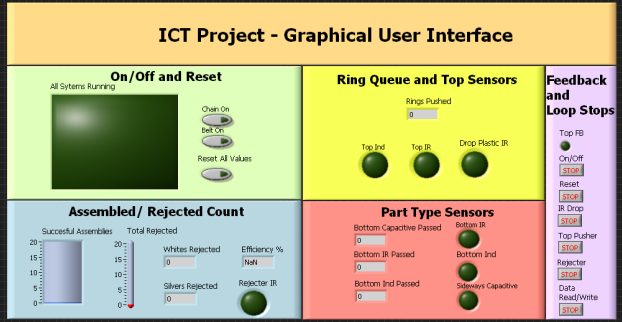 ICT Project - Graphical User Interface
On/Off and Reset
All Sytems Running
Chain On
Belt On
Reset All Values
Ring Queue and Top Sensors
Rings Pushed
0
Top Ind
Top IR
Drop Plastic IR
Feedback
and
Loop Stops
Top FB
On/Off
STOP
Reset
STOP
IR Drop
STOP
Top Pusher
STOP
Rejecter
STOP
Data
Read/Write
STOP
Assembled/ Rejected Count
Succesful Assemblies
20
15
10
5
0
Total Rejected
20
15
10
5
0
Whites Rejected
0
Efficiency %
NaN
Silvers Rejected
0
Rejecter IR
Part Type Sensors
Bottom Capacitive Passed
0
Bottom IR
Bottom IR Passed
0
Bottom Ind
Bottom Ind Passed
0
Sideways Capacitive